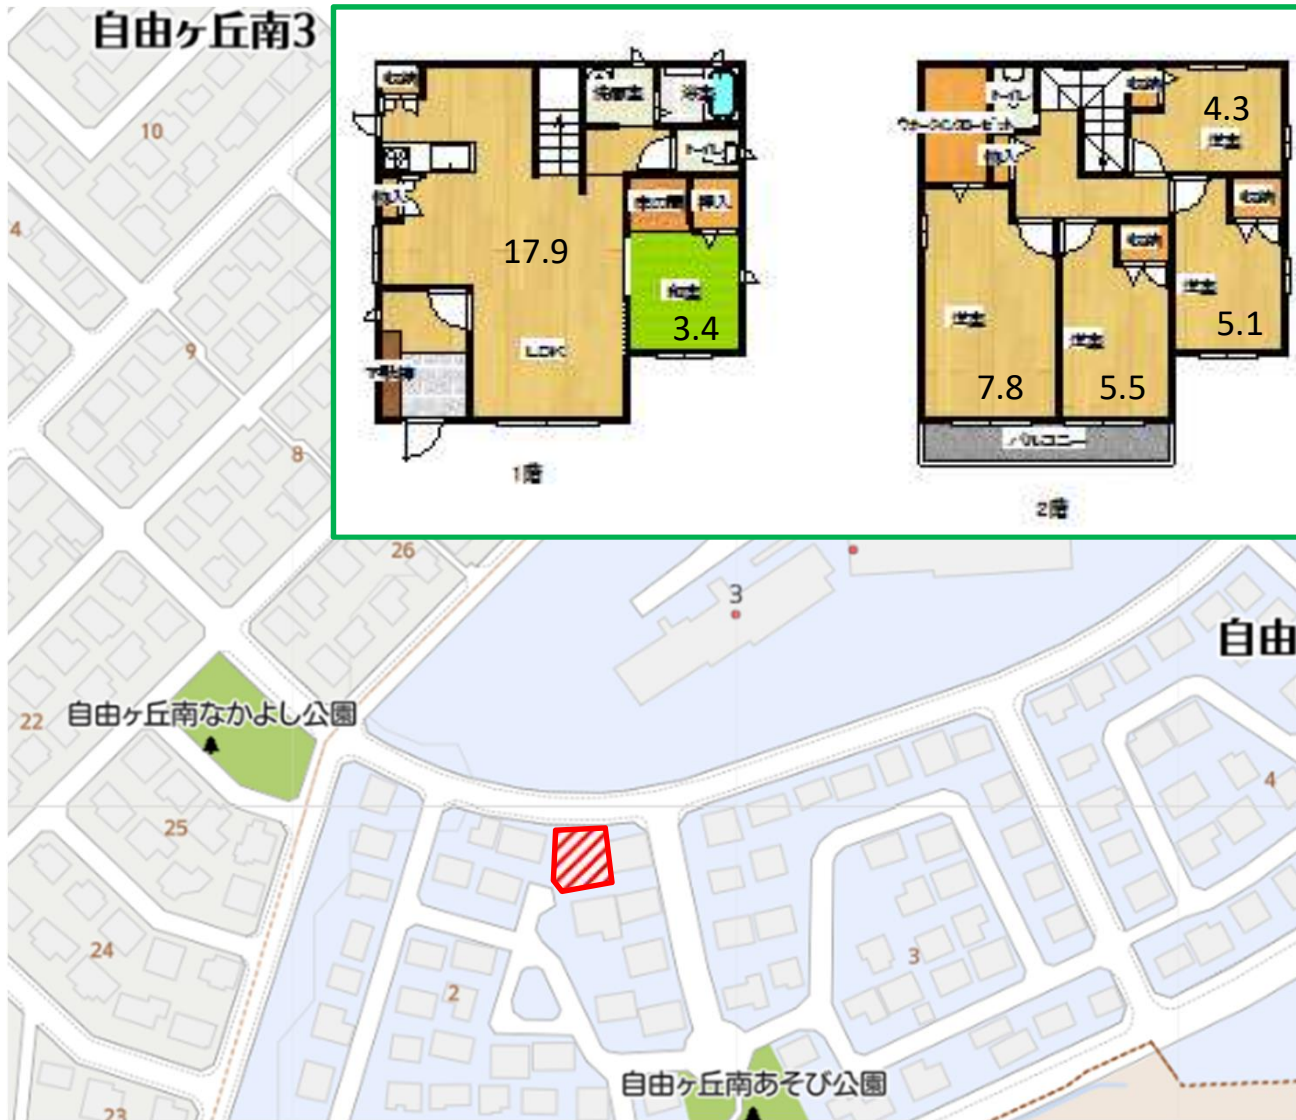 自由ヶ丘南3
収納
洗面室
浴室
トイレ
物入
床の間
押入
17.9
和室
3.4
LDK
下駄箱
1階
トイレ
収納
4.3
洋室
ウォークインクローゼット
物入
収納
収納
洋室
5.1
洋室
7.8
洋室
5.5
バルコニー
2階
10
4
9
8
26
3
自由
22
自由ヶ丘南なかよし公園
25
24
23
2
3
4
自由ヶ丘南あそび公園